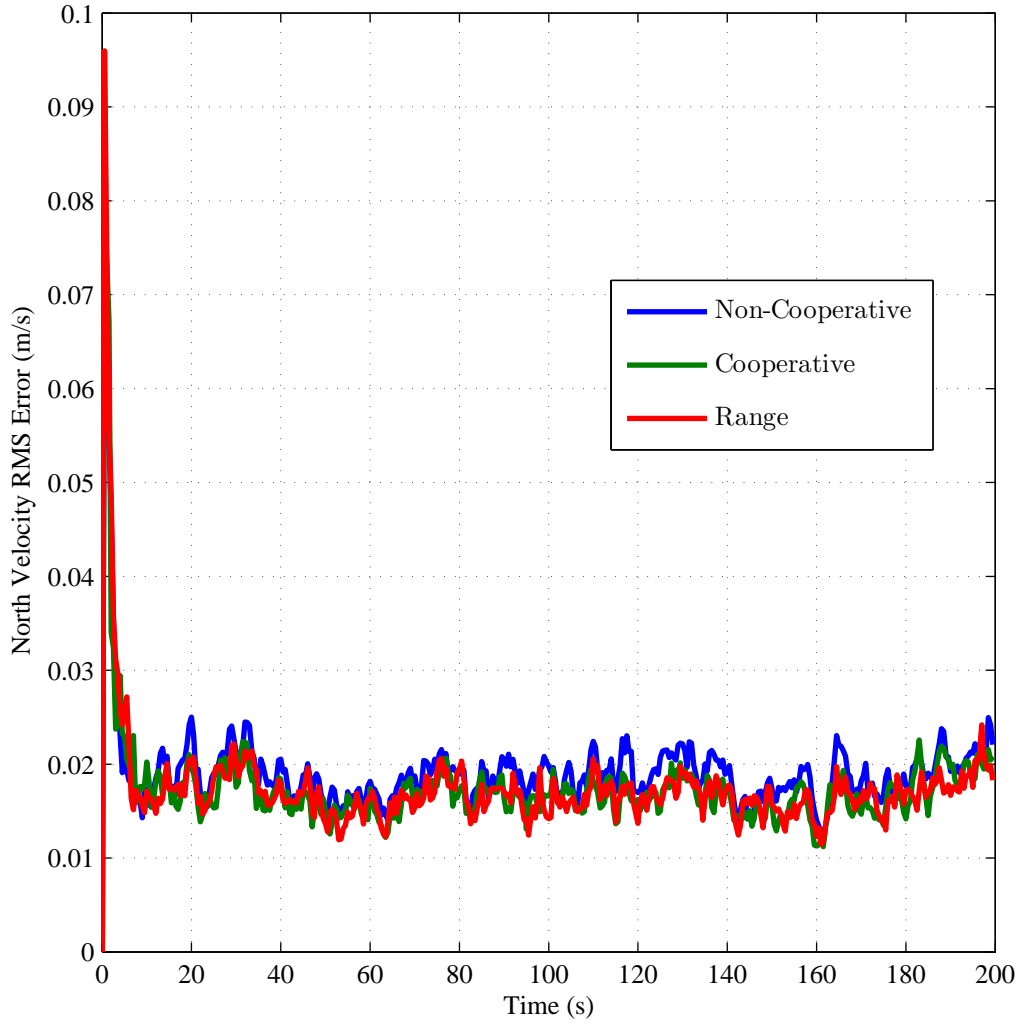 0.1
0.09
0.08
0.07
0.06
0.05
0.04
0.03
0.02
0.01
0
North Velocity RMS Error (m/s)
Non-Cooperative
Cooperative
Range
0 20 40 60 80 100 120 140 160 180 200
Time (s)